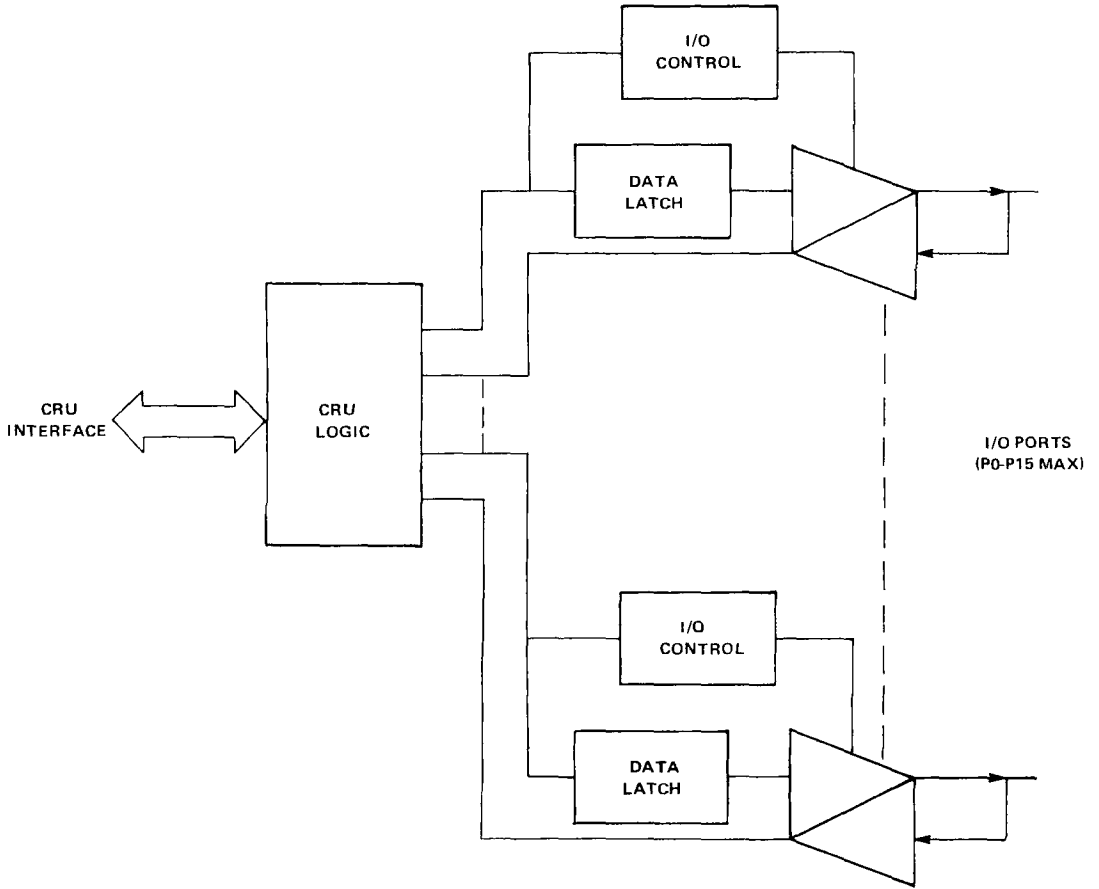 I/O
CONTROL
DATA
LATCH
CRU
INTERFACE
CRU
LOGIC
I/O PORTS
(P0-P15 MAX)
I/O
CONTROL
DATA
LATCH